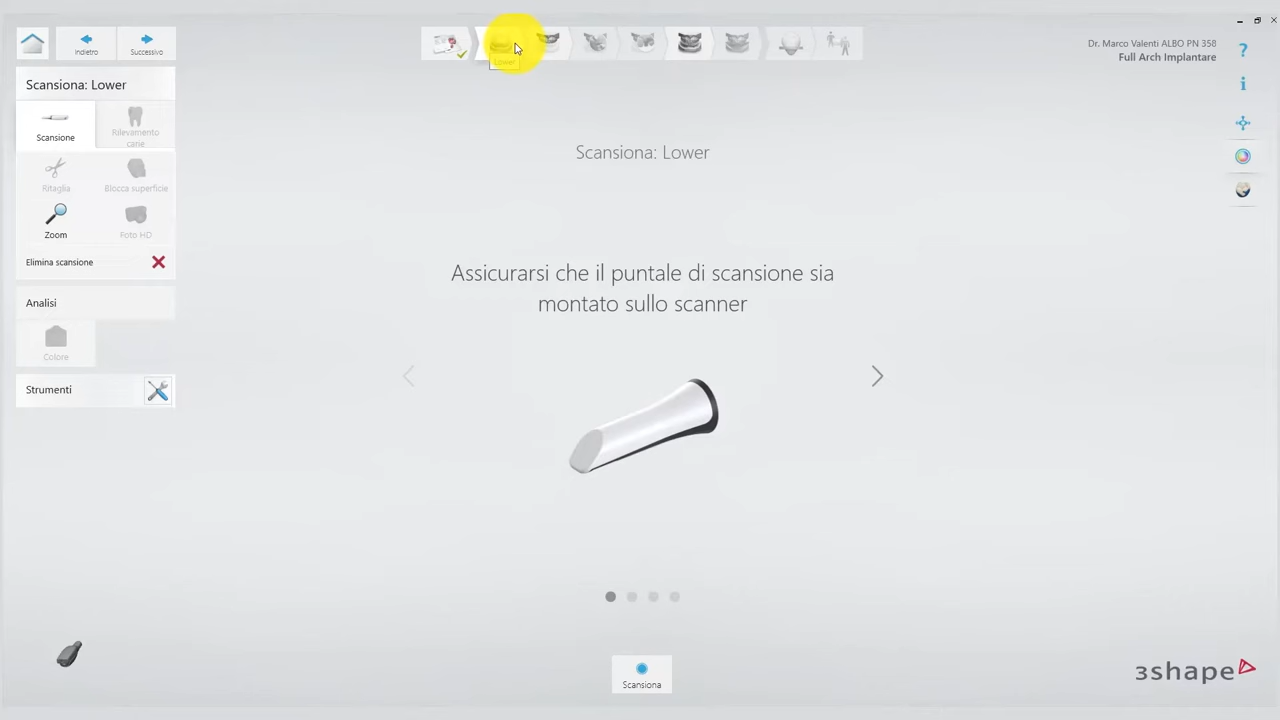 Indietro
Successivo
Lower
Dr. Marco Valenti ALBO PN 358
Full Arch Implantare
?
i
Scansiona: Lower
Scansione
Rilevamento
carie
Ritaglia
Blocca superficie
Zoom
Foto HD
Elimina scansione
Analisi
Colore
Strumenti
Scansiona: Lower
Assicurarsi che il puntale di scansione sia
montato sullo scanner
Scansiona
3shape